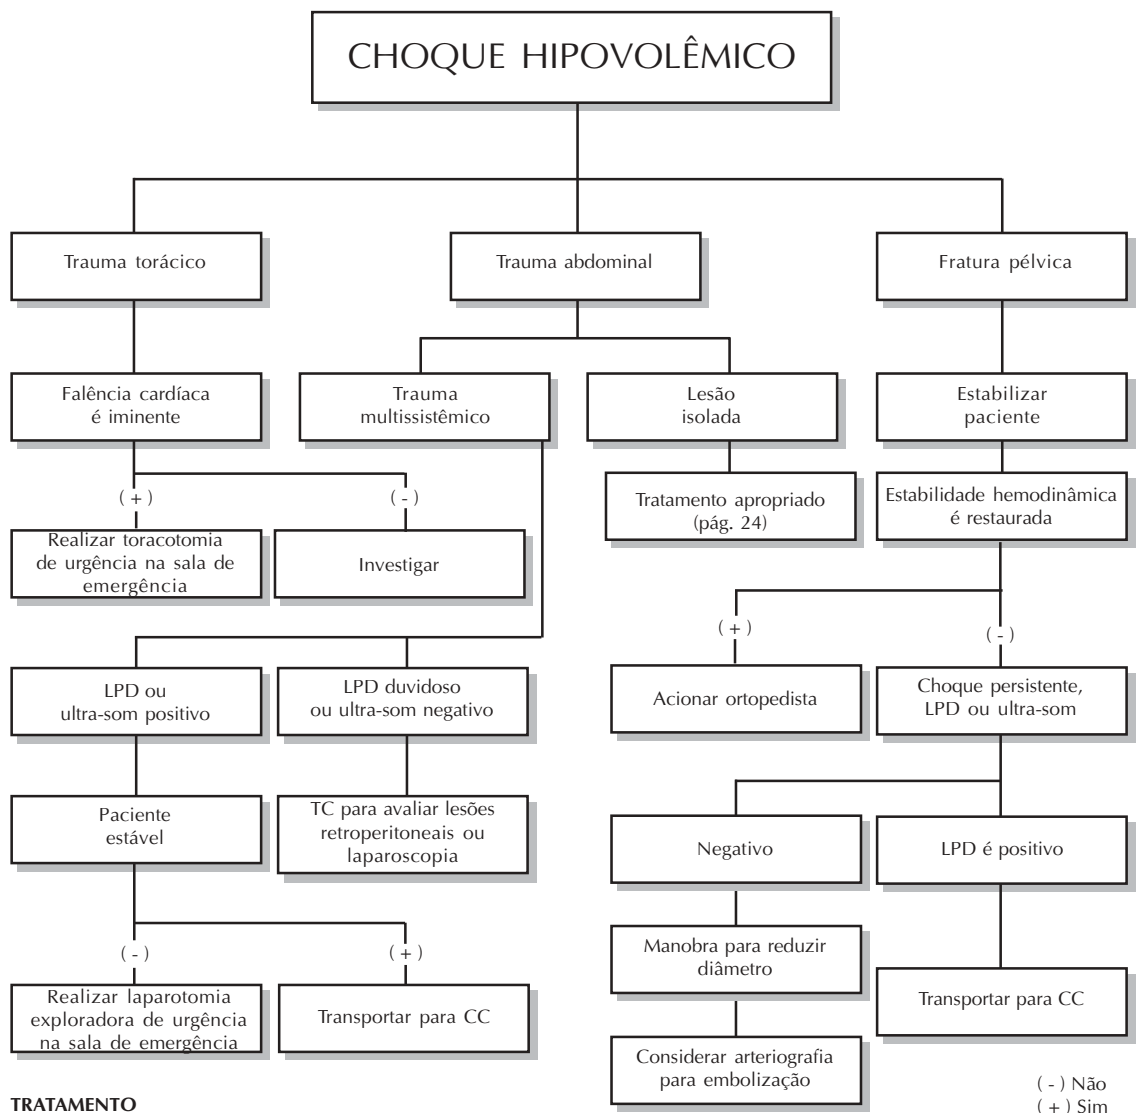 CHOQUE HIPOVOLÊMICO
Trauma torácico
Trauma abdominal
Fratura pélvica
Falência cardíaca
é iminente
Trauma
multissistêmico
Lesão
isolada
Estabilizar
paciente
( + )
( - )
Tratamento apropriado
(pág. 24)
Estabilidade hemodinâmica
é restaurada
Realizar toracotomia
de urgência na sala de
emergência
Investigar
( + )
( - )
LPD ou
ultra-som positivo
LPD duvidoso
ou ultra-som negativo
Acionar ortopedista
Choque persistente,
LPD ou ultra-som
Paciente
estável
TC para avaliar lesões
retroperitoneais ou
laparoscopia
Negativo
LPD é positivo
( - )
( + )
Manobra para reduzir
diâmetro
Realizar laparotomia
exploradora de urgência
na sala de emergência
Transportar para CC
Transportar para CC
Considerar arteriografia
para embolização
TRATAMENTO
( - ) Não
( + ) Sim